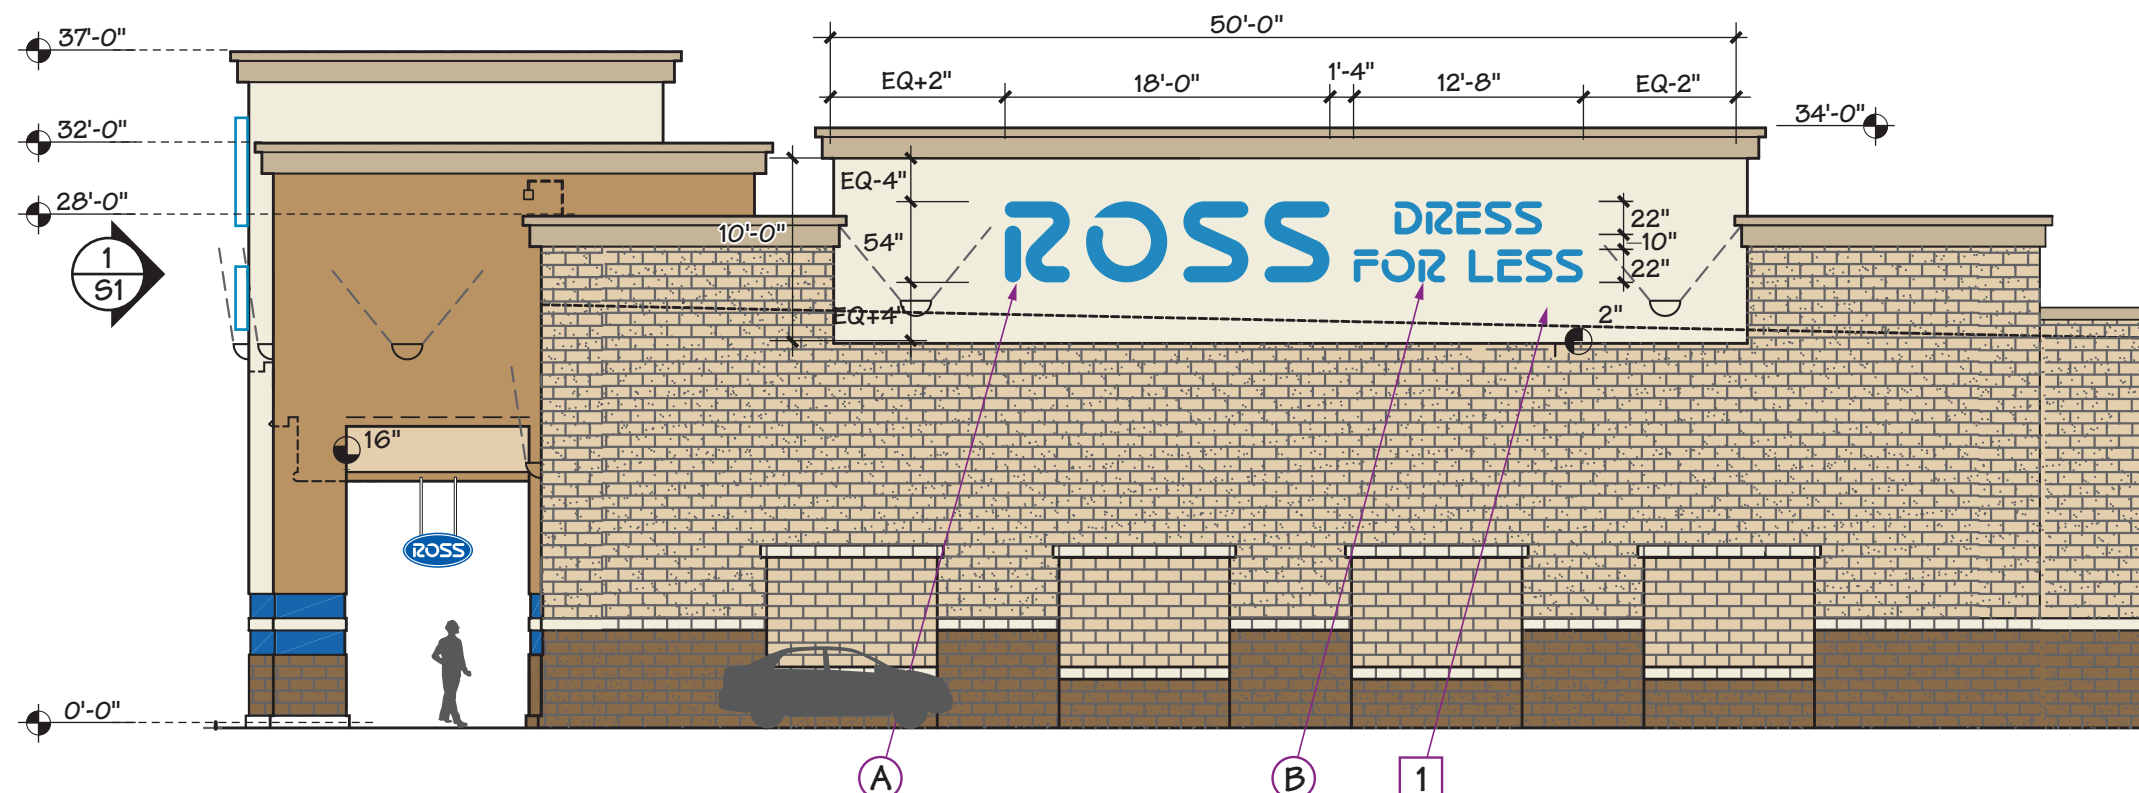 50'-0"
37'-0"
EQ+2"
18'-0"
1'-4"
12'-8"
EQ-2"
34'-0"
32'-0"
EQ-4"
28'-0"
10'-0"
54"
ROSS
DRESS
FOR LESS
22"
10"
22"
1
S1
EQ+4"
2"
16"
ROSS
0'-0"
A
B
1